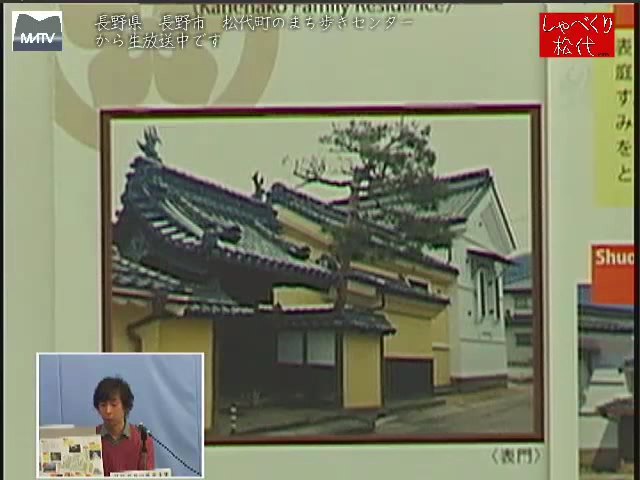 (Kanehako Family Residence)
MATV
長野県　長野市　松代町のまち歩きセンター
から生放送中です
しゃべくり
松代
表庭すみをと
Shuc
〈表門〉